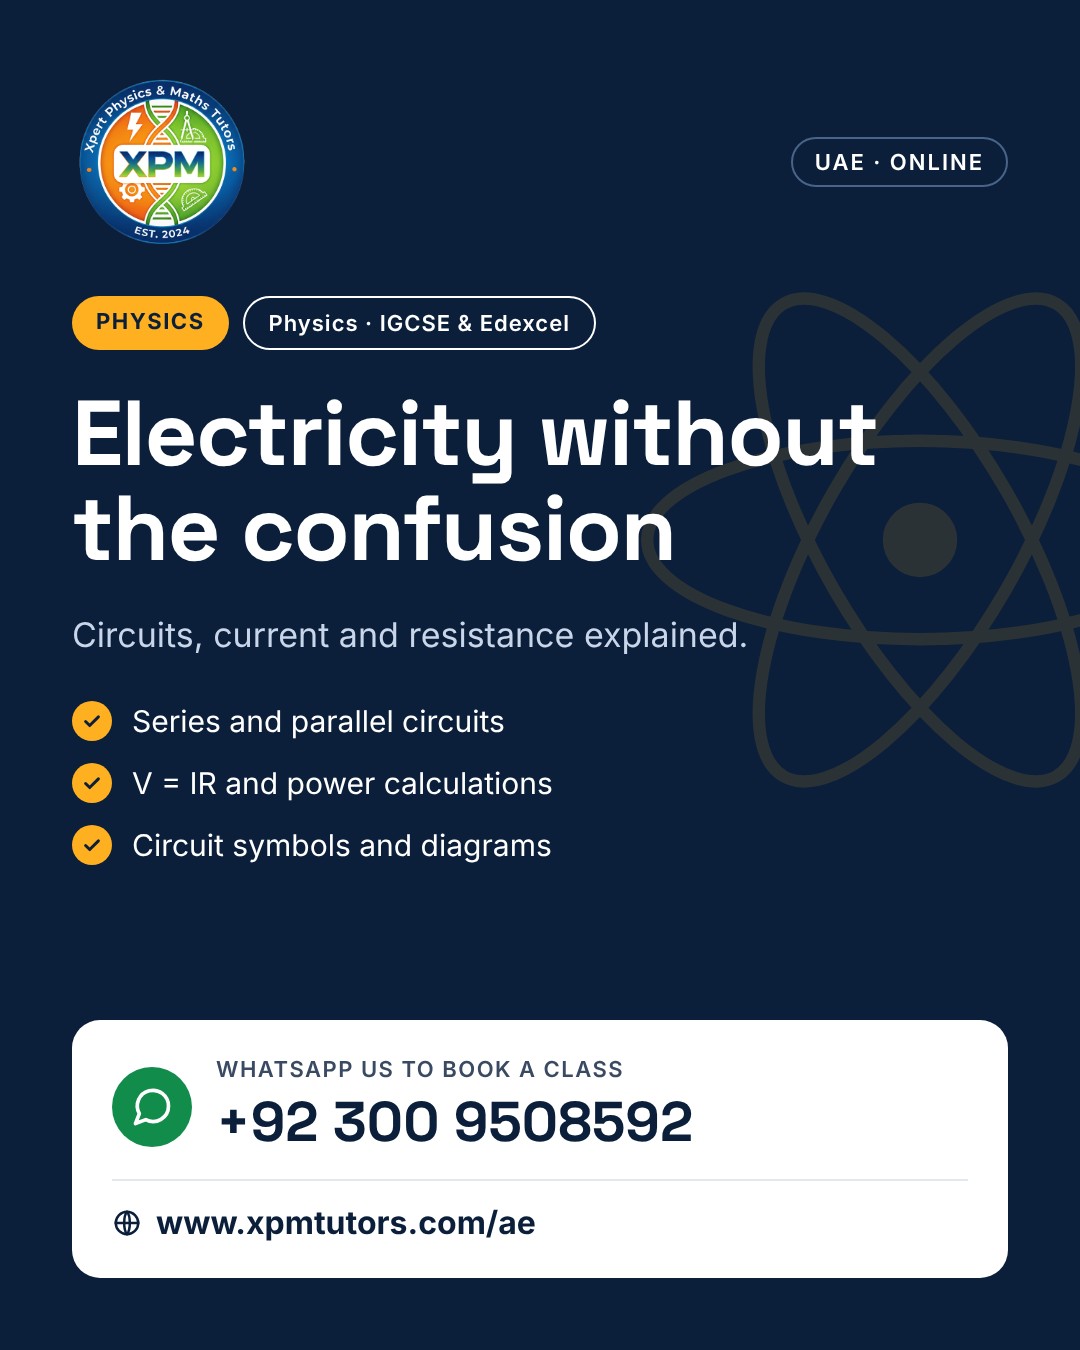 Xpert Physics & Maths Tutors
XPM
EST. 2024
UAE · ONLINE
PHYSICS
Physics · IGCSE & Edexcel
Electricity without
the confusion
Circuits, current and resistance explained.
Series and parallel circuits
V = IR and power calculations
Circuit symbols and diagrams
WHATSAPP US TO BOOK A CLASS
+92 300 9508592
www.xpmtutors.com/ae